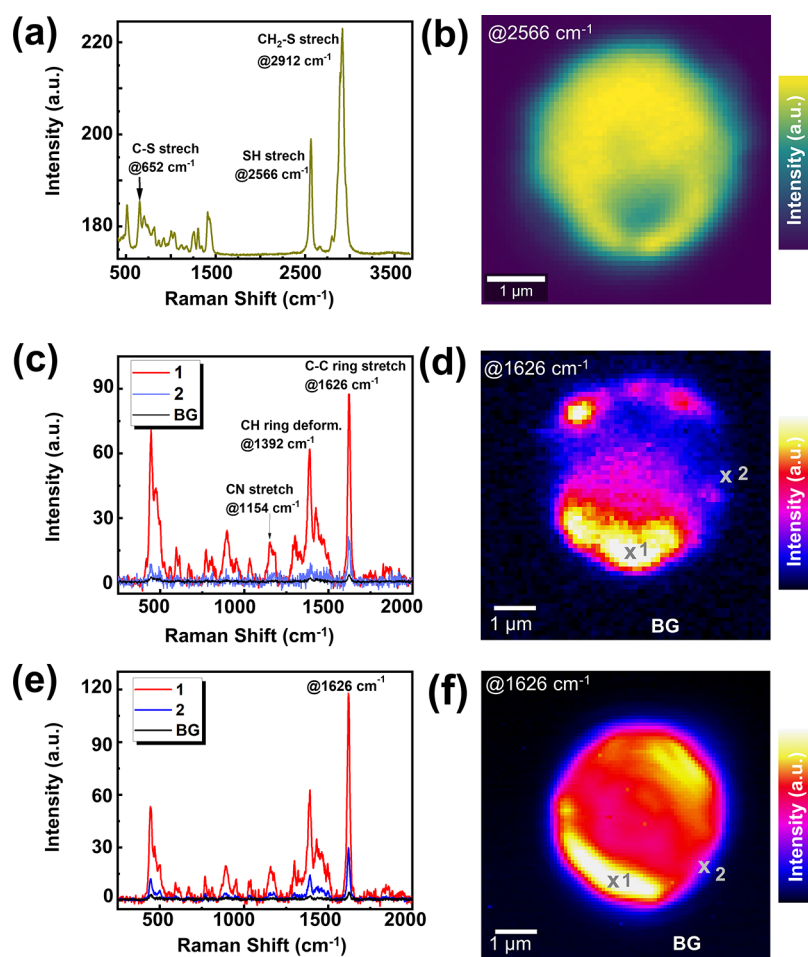 (a)
220
200
180
Intensity (a.u.)
CH₂-S strech
@2912 cm⁻¹
C-S strech
@652 cm⁻¹
SH strech
@2566 cm⁻¹
500
1500
2500
3500
Raman Shift (cm⁻¹)
(b)
@2566 cm⁻¹
1 µm
Intensity (a.u.)
(c)
90
60
30
0
Intensity (a.u.)
1
2
BG
C-C ring stretch
@1626 cm⁻¹
CH ring deform.
@1392 cm⁻¹
CN stretch
@1154 cm⁻¹
500
1000
1500
2000
Raman Shift (cm⁻¹)
(d)
@1626 cm⁻¹
x 2
x1
1 µm
BG
Intensity (a.u.)
(e)
120
90
60
30
0
Intensity (a.u.)
1
2
BG
@1626 cm⁻¹
500
1000
1500
2000
Raman Shift (cm⁻¹)
(f)
@1626 cm⁻¹
x1
x 2
1 µm
BG
Intensity (a.u.)